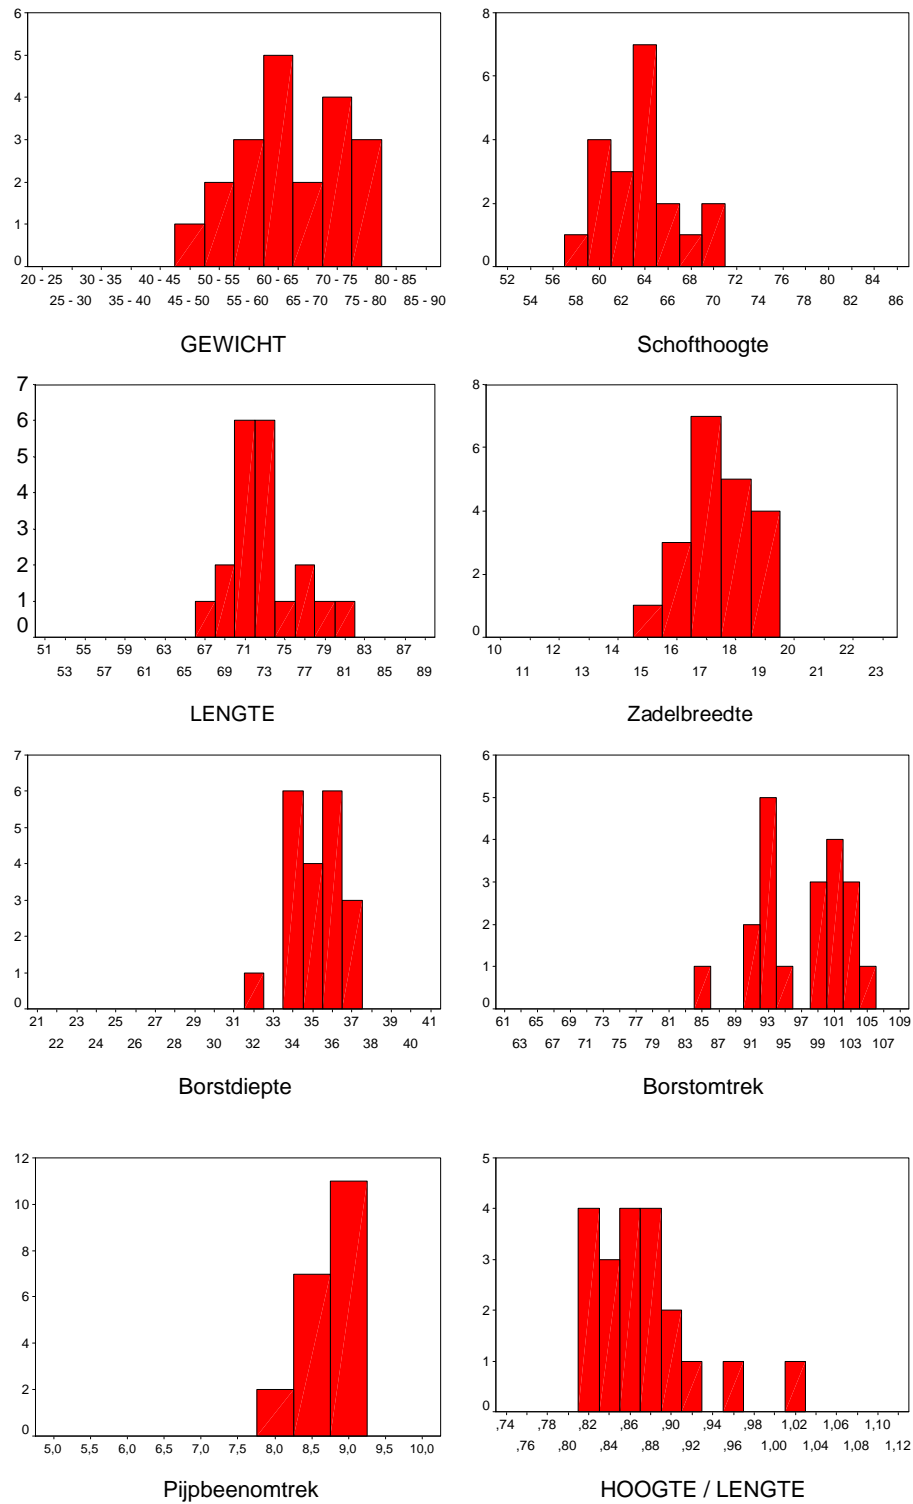 6
5
4
3
2
1
0
20 - 25 30 - 35 40 - 45 50 - 55 60 - 65 70 - 75 80 - 85
25 - 30 35 - 40 45 - 50 55 - 60 65 - 70 75 - 80 85 - 90
GEWICHT
8
6
4
2
0
52 56 60 64 68 72 76 80 84
54 58 62 66 70 74 78 82 86
Schofthoogte
7
6
5
4
3
2
1
0
51 55 59 63 67 71 75 79 83 87
53 57 61 65 69 73 77 81 85 89
LENGTE
8
6
4
2
0
10 12 14 16 18 20 22
11 13 15 17 19 21 23
Zadelbreedte
7
6
5
4
3
2
1
0
21 23 25 27 29 31 33 35 37 39 41
22 24 26 28 30 32 34 36 38 40
Borstdiepte
6
5
4
3
2
1
0
61 65 69 73 77 81 85 89 93 97 101 105 109
63 67 71 75 79 83 87 91 95 99 103 107
Borstomtrek
12
10
8
6
4
2
0
5,0 5,5 6,0 6,5 7,0 7,5 8,0 8,5 9,0 9,5 10,0
Pijpbeenomtrek
5
4
3
2
1
0
,74 ,78 ,82 ,86 ,90 ,94 ,98 1,02 1,06 1,10
,76 ,80 ,84 ,88 ,92 ,96 1,00 1,04 1,08 1,12
HOOGTE / LENGTE